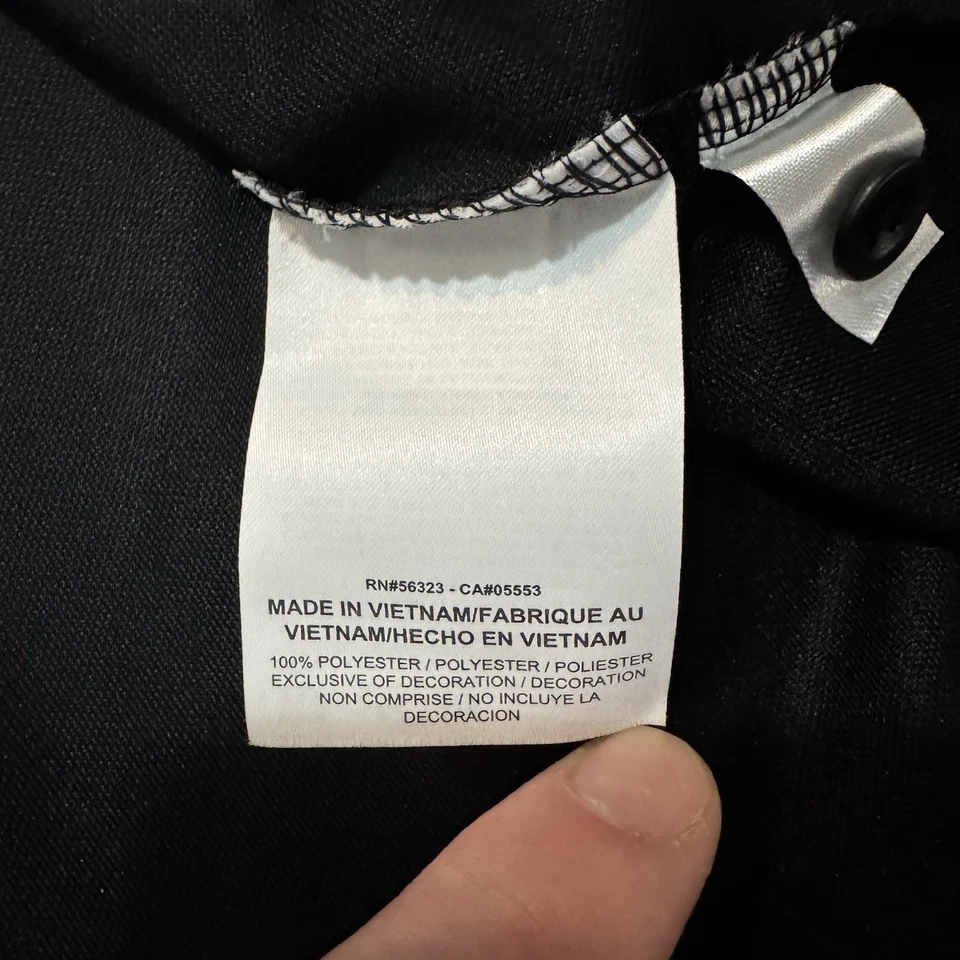 RN#56323 - CA#05553
MADE IN VIETNAM/FABRIQUE AU
VIETNAM/HECHO EN VIETNAM
100% POLYESTER / POLYESTER / POLIESTER
EXCLUSIVE OF DECORATION / DECORATION
NON COMPRISE / NO INCLUYE LA
DECORACION